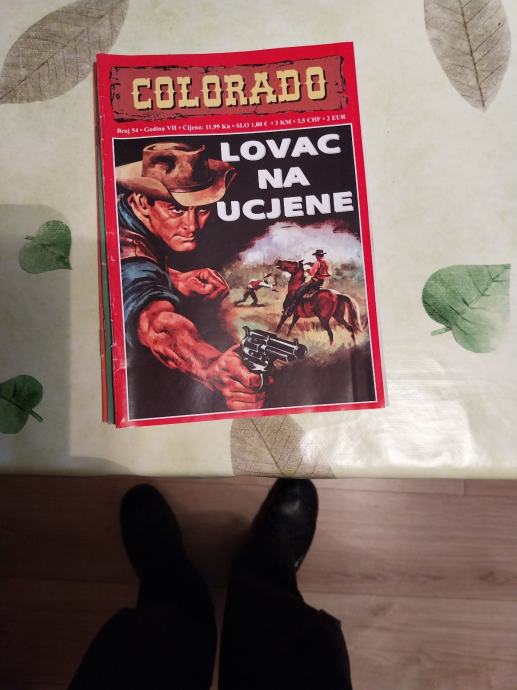 COLORADO
Broj 54 • Godina VII • Cijena: 11,99 Kn • SLO 1,80 € • 3 KM • 3,5 CHF • 2 EUR
LOVAC
NA
UCJENE